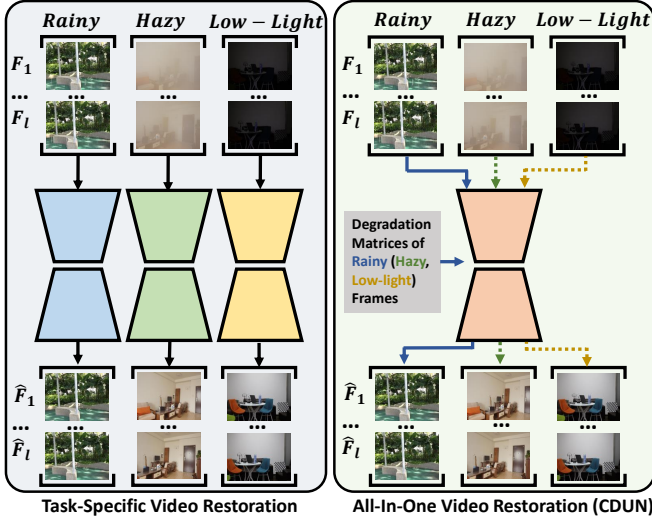 Rainy Hazy Low − Light
F₁
...
...
...
...
Fₗ
F̂₁
...
...
...
...
F̂ₗ
Task-Specific Video Restoration
Rainy Hazy Low − Light
F₁
...
...
...
...
Fₗ
Degradation
Matrices of
Rainy (Hazy,
Low-light)
Frames
F̂₁
...
...
...
...
F̂ₗ
All-In-One Video Restoration (CDUN)